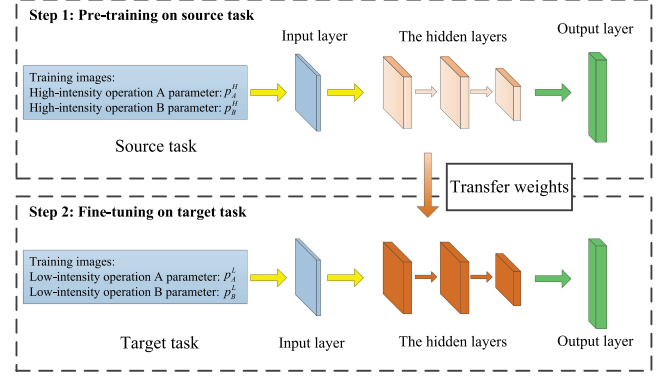 Step 1: Pre-training on source task
Input layer
The hidden layers
Output layer
Training images:
High-intensity operation A parameter: p_A^H
High-intensity operation B parameter: p_B^H
Source task
Transfer weights
Step 2: Fine-tuning on target task
Training images:
Low-intensity operation A parameter: p_A^L
Low-intensity operation B parameter: p_B^L
Target task
Input layer
The hidden layers
Output layer